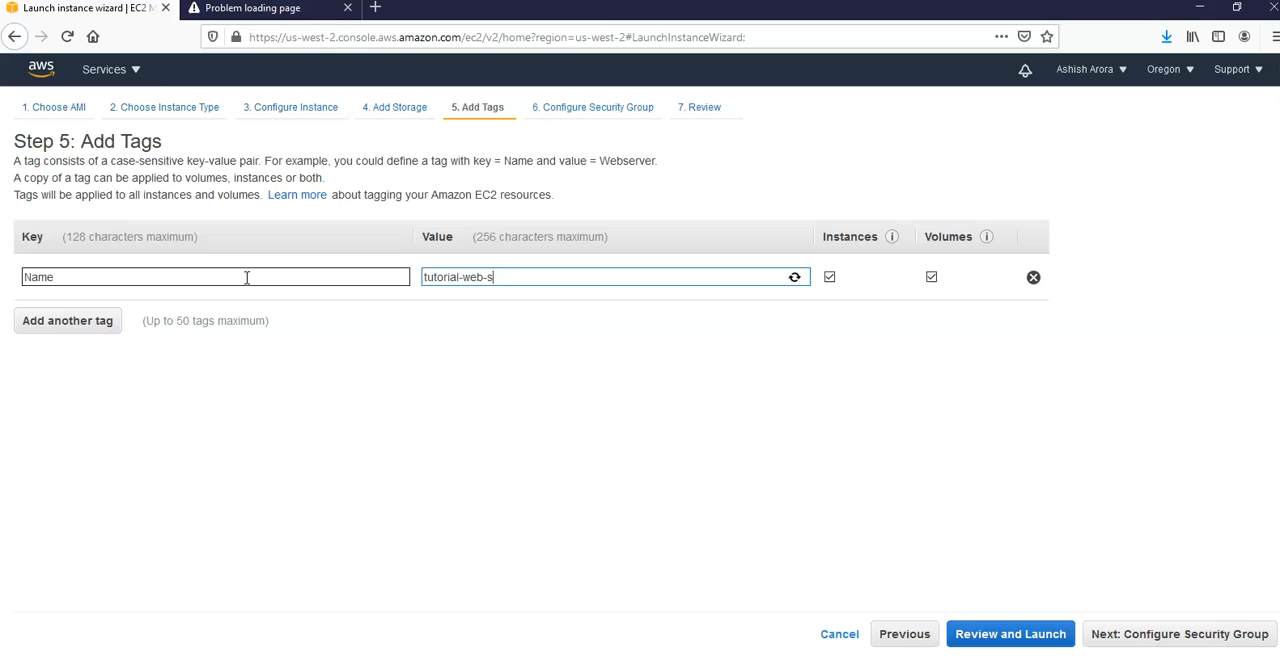 Launch instance wizard | EC2 M
Problem loading page
https://us-west-2.console.aws.amazon.com/ec2/v2/home?region=us-west-2#LaunchInstanceWizard:
aws
Services
Ashish Arora
Oregon
Support
1. Choose AMI
2. Choose Instance Type
3. Configure Instance
4. Add Storage
5. Add Tags
6. Configure Security Group
7. Review
Step 5: Add Tags
A tag consists of a case-sensitive key-value pair. For example, you could define a tag with key = Name and value = Webserver.
A copy of a tag can be applied to volumes, instances or both.
Tags will be applied to all instances and volumes. Learn more about tagging your Amazon EC2 resources.
Key (128 characters maximum)
Value (256 characters maximum)
Instances
Volumes
Name
tutorial-web-s
Add another tag
(Up to 50 tags maximum)
Cancel
Previous
Review and Launch
Next: Configure Security Group